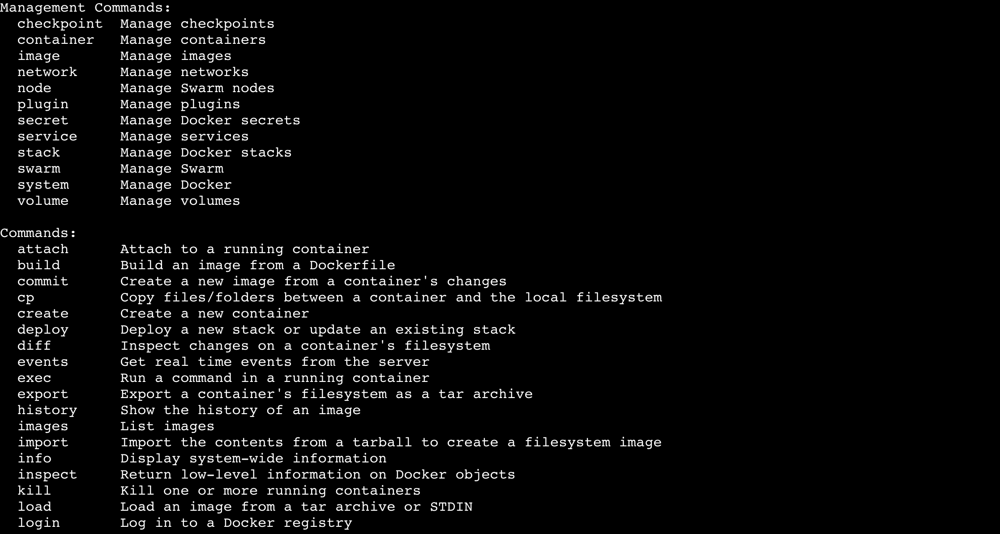 Management Commands:
  checkpoint  Manage checkpoints
  container   Manage containers
  image       Manage images
  network     Manage networks
  node        Manage Swarm nodes
  plugin      Manage plugins
  secret      Manage Docker secrets
  service     Manage services
  stack       Manage Docker stacks
  swarm       Manage Swarm
  system      Manage Docker
  volume      Manage volumes

Commands:
  attach      Attach to a running container
  build       Build an image from a Dockerfile
  commit      Create a new image from a container's changes
  cp          Copy files/folders between a container and the local filesystem
  create      Create a new container
  deploy      Deploy a new stack or update an existing stack
  diff        Inspect changes on a container's filesystem
  events      Get real time events from the server
  exec        Run a command in a running container
  export      Export a container's filesystem as a tar archive
  history     Show the history of an image
  images      List images
  import      Import the contents from a tarball to create a filesystem image
  info        Display system-wide information
  inspect     Return low-level information on Docker objects
  kill        Kill one or more running containers
  load        Load an image from a tar archive or STDIN
  login       Log in to a Docker registry